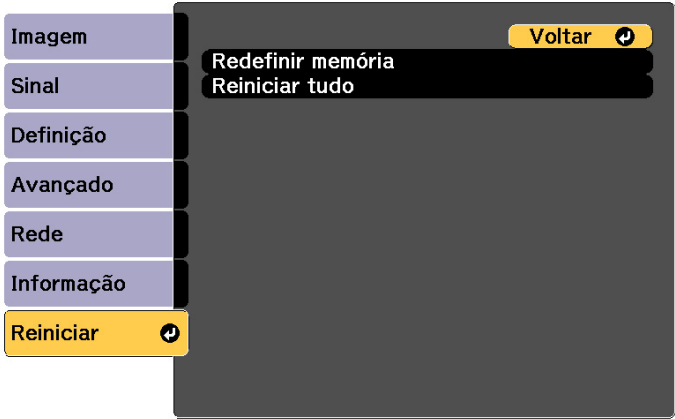 Imagem
Sinal
Definição
Avançado
Rede
Informação
Reiniciar
Voltar
Redefinir memória
Reiniciar tudo